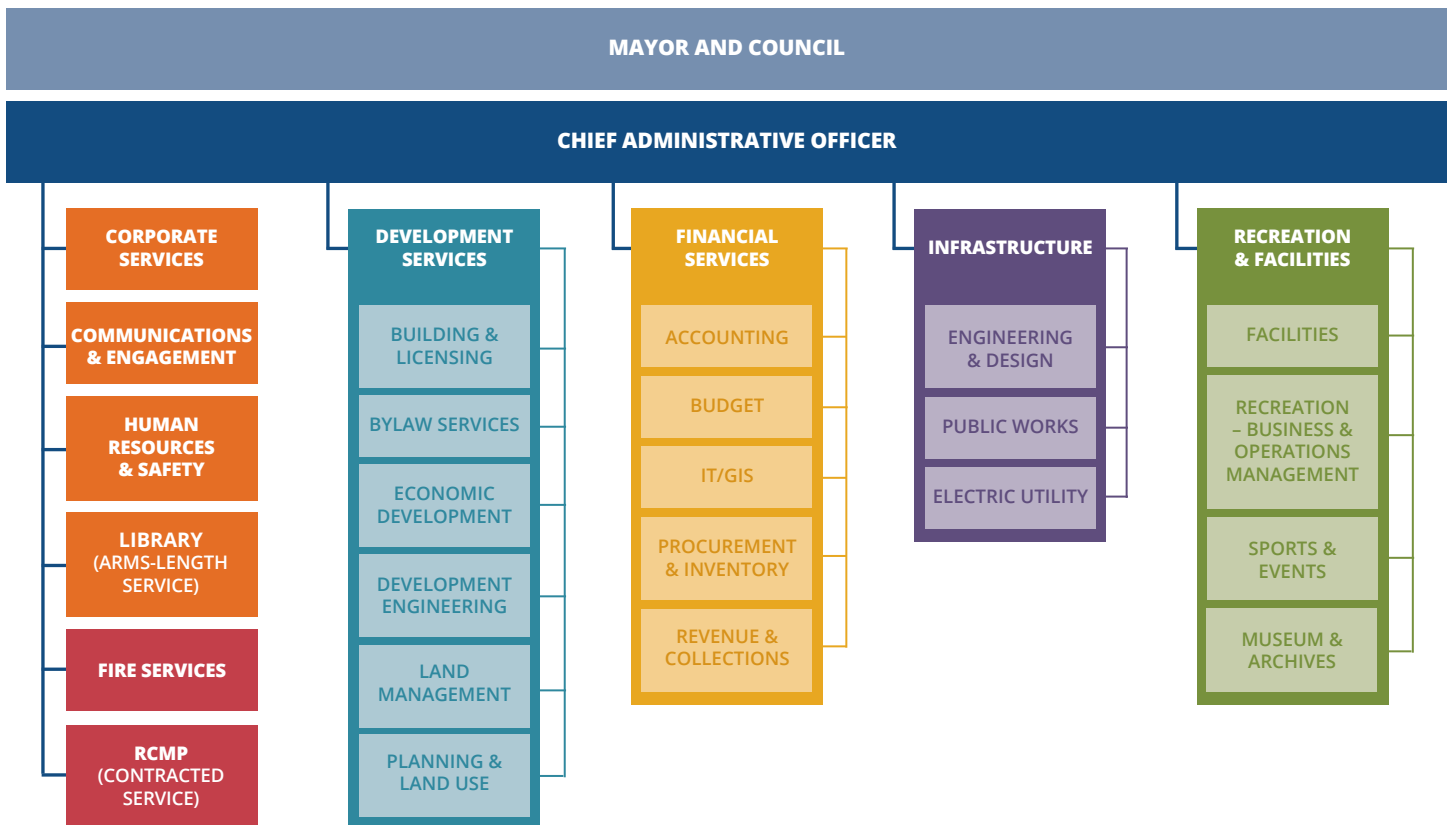 MAYOR AND COUNCIL
CHIEF ADMINISTRATIVE OFFICER
CORPORATE
SERVICES
COMMUNICATIONS
& ENGAGEMENT
HUMAN
RESOURCES
& SAFETY
LIBRARY
(ARMS-LENGTH
SERVICE)
FIRE SERVICES
RCMP
(CONTRACTED
SERVICE)
DEVELOPMENT
SERVICES
BUILDING &
LICENSING
BYLAW SERVICES
ECONOMIC
DEVELOPMENT
DEVELOPMENT
ENGINEERING
LAND
MANAGEMENT
PLANNING &
LAND USE
FINANCIAL
SERVICES
ACCOUNTING
BUDGET
IT/GIS
PROCUREMENT
& INVENTORY
REVENUE &
COLLECTIONS
INFRASTRUCTURE
ENGINEERING
& DESIGN
PUBLIC WORKS
ELECTRIC UTILITY
RECREATION
& FACILITIES
FACILITIES
RECREATION
– BUSINESS &
OPERATIONS
MANAGEMENT
SPORTS &
EVENTS
MUSEUM &
ARCHIVES